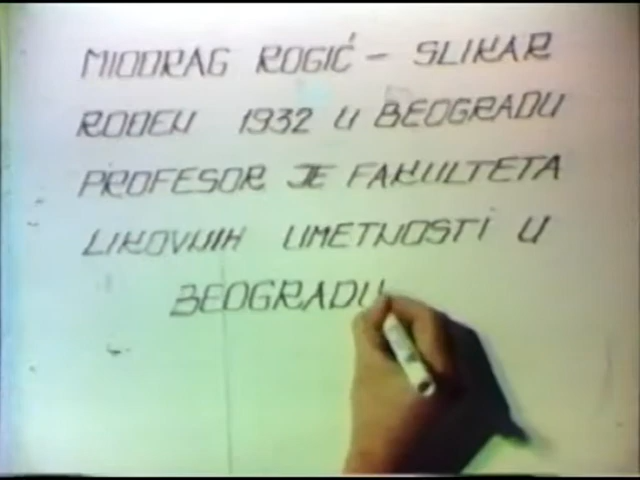 MIODRAG ROGIĆ – SLIKAR
ROĐEN 1932 U BEOGRADU
PROFESOR JE FAKULTETA
LIKOVNIH UMETNOSTI U
BEOGRADU